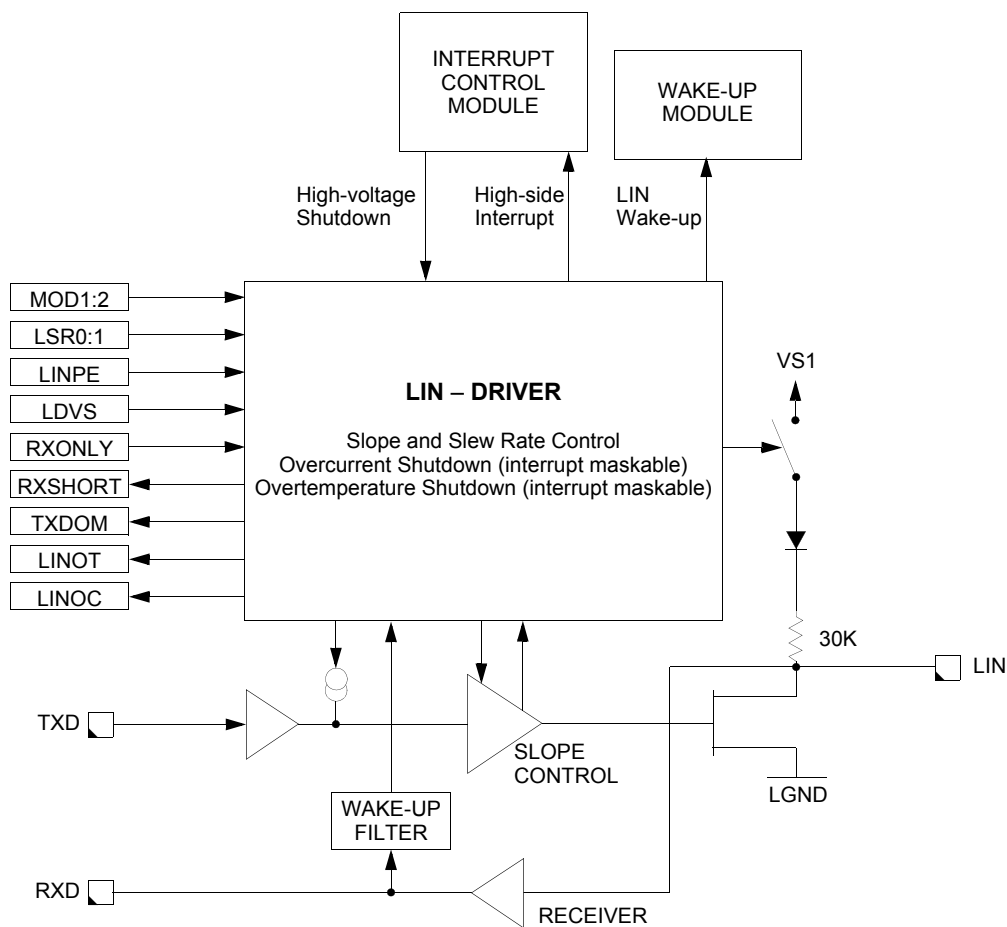 INTERRUPT
CONTROL
MODULE
WAKE-UP
MODULE
High-voltage
Shutdown
High-side
Interrupt
LIN
Wake-up
MOD1:2
LSR0:1
LINPE
LDVS
RXONLY
RXSHORT
TXDOM
LINOT
LINOC
LIN – DRIVER
Slope and Slew Rate Control
Overcurrent Shutdown (interrupt maskable)
Overtemperature Shutdown (interrupt maskable)
VS1
30K
LIN
TXD
SLOPE
CONTROL
LGND
WAKE-UP
FILTER
RXD
RECEIVER